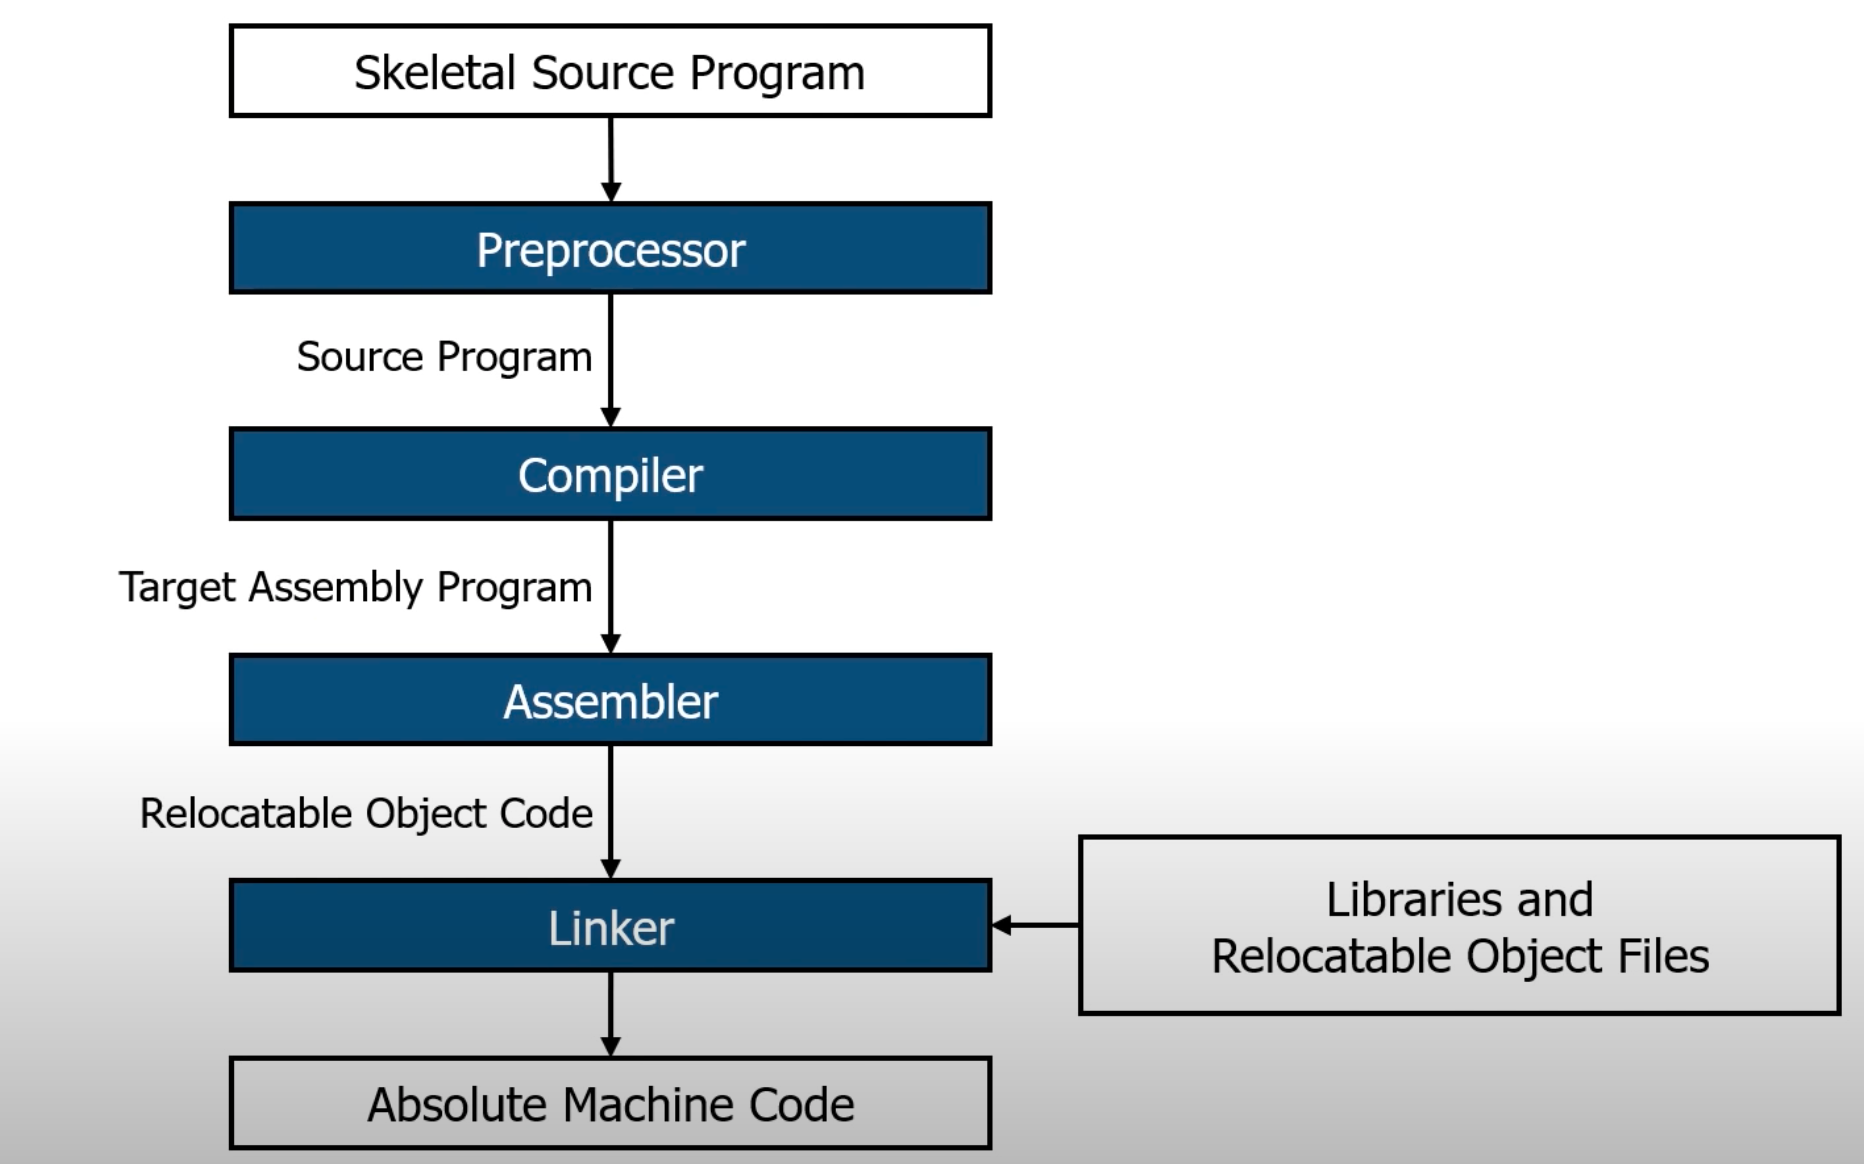 Skeletal Source Program
Preprocessor
Source Program
Compiler
Target Assembly Program
Assembler
Relocatable Object Code
Linker
Libraries and
Relocatable Object Files
Absolute Machine Code